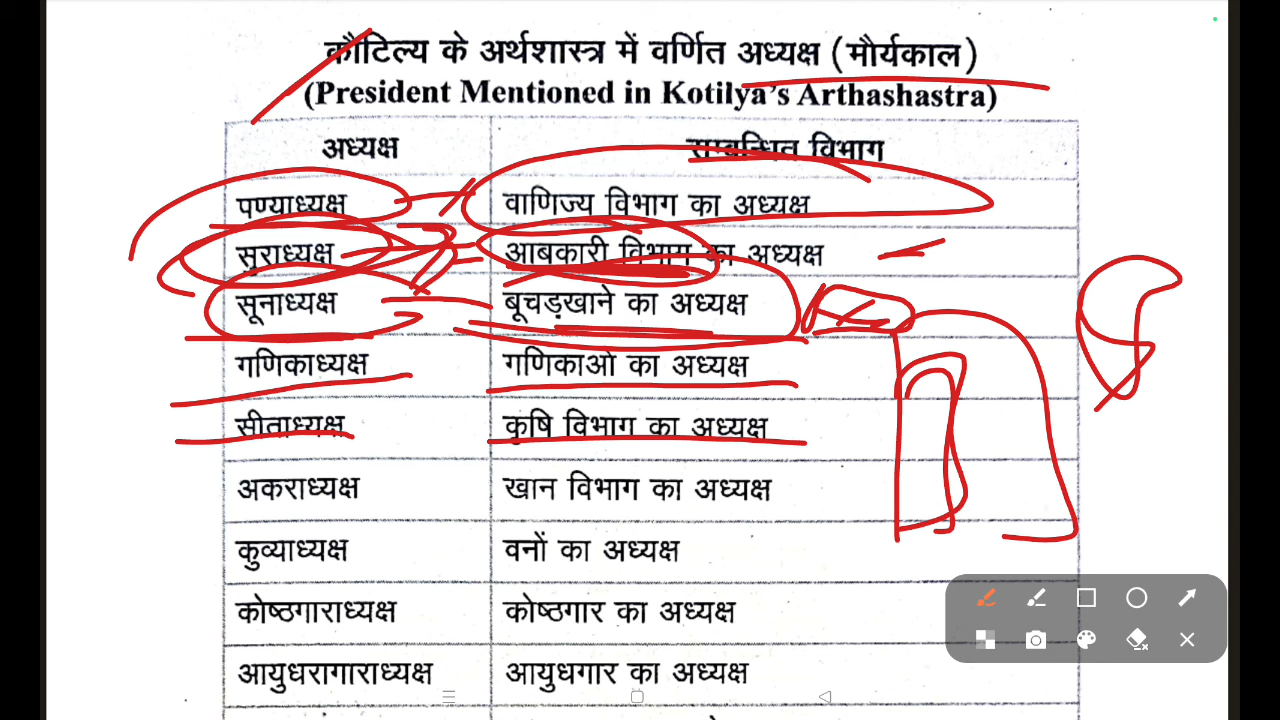 कौटिल्य के अर्थशास्त्र में वर्णित अध्यक्ष (मौर्यकाल)
(President Mentioned in Kotilya's Arthashastra)
अध्यक्ष सम्बन्धित विभाग
पण्याध्यक्ष वाणिज्य विभाग का अध्यक्ष
सुराध्यक्ष आबकारी विभाग का अध्यक्ष
सूनाध्यक्ष बूचड़खाने का अध्यक्ष
गणिकाध्यक्ष गणिकाओं का अध्यक्ष
सीताध्यक्ष कृषि विभाग का अध्यक्ष
अकराध्यक्ष खान विभाग का अध्यक्ष
कुव्याध्यक्ष वनों का अध्यक्ष
कोष्ठगाराध्यक्ष कोष्ठगार का अध्यक्ष
आयुधरागाराध्यक्ष आयुधगार का अध्यक्ष